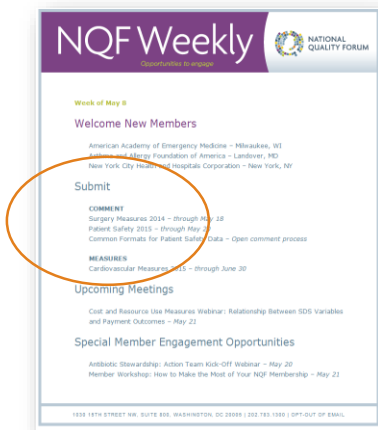 NQF Weekly
Opportunities to engage
NATIONAL
QUALITY FORUM
Week of May 8
Welcome New Members
American Academy of Emergency Medicine – Milwaukee, WI
Asthma and Allergy Foundation of America – Landover, MD
New York City Health and Hospitals Corporation – New York, NY
Submit
COMMENT
Surgery Measures 2014 – through May 18
Patient Safety 2015 – through May
Common Formats for Patient Safety Data – Open comment process
MEASURES
Cardiovascular Measures 2015 – through June 30
Upcoming Meetings
Cost and Resource Use Measures Webinar: Relationship Between SDS Variables
and Payment Outcomes – May 21
Special Member Engagement Opportunities
Antibiotic Stewardship: Action Team Kick-Off Webinar – May 20
Member Workshop: How to Make the Most of Your NQF Membership – May 21
1030 15TH STREET NW, SUITE 800, WASHINGTON, DC 20005 | 202.783.1300 | OPT-OUT OF EMAIL